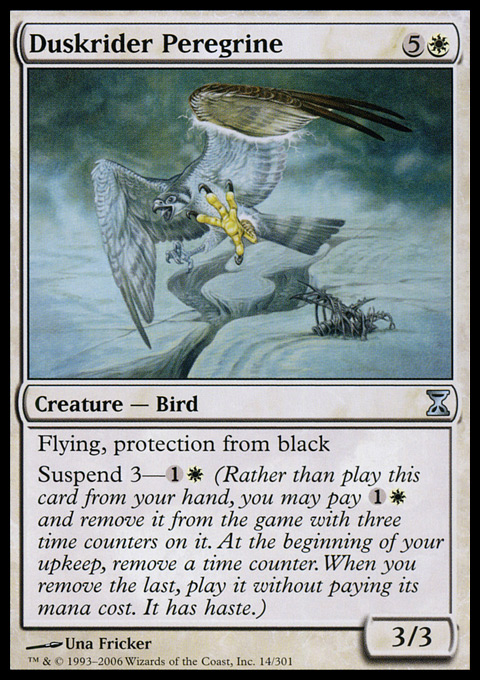 Duskrider Peregrine 5
Creature — Bird
Flying, protection from black
Suspend 3—1 (Rather than play this
card from your hand, you may pay 1
and remove it from the game with three
time counters on it. At the beginning of your
upkeep, remove a time counter. When you
remove the last, play it without paying its
mana cost. It has haste.)
3/3
Una Fricker
™ & © 1993–2006 Wizards of the Coast, Inc. 14/301